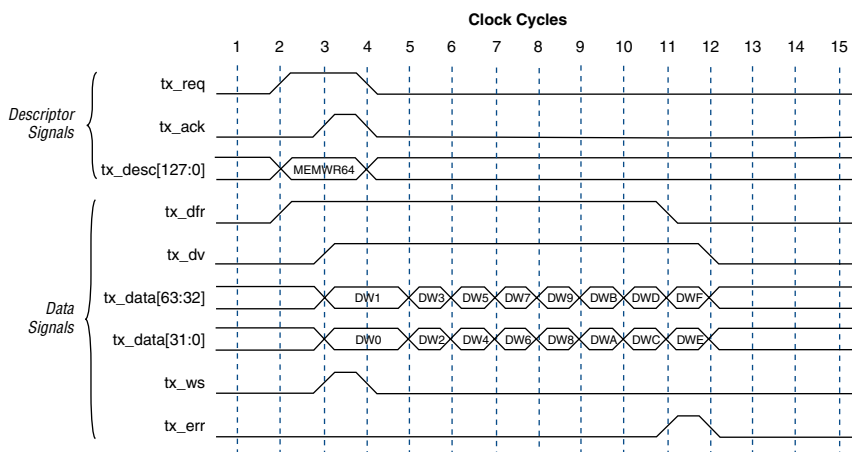 Clock Cycles
1 2 3 4 5 6 7 8 9 10 11 12 13 14 15
Descriptor
Signals
tx_req
tx_ack
tx_desc[127:0] MEMWR64
Data
Signals
tx_dfr
tx_dv
tx_data[63:32] DW1 DW3 DW5 DW7 DW9 DWB DWD DWF
tx_data[31:0] DW0 DW2 DW4 DW6 DW8 DWA DWC DWE
tx_ws
tx_err